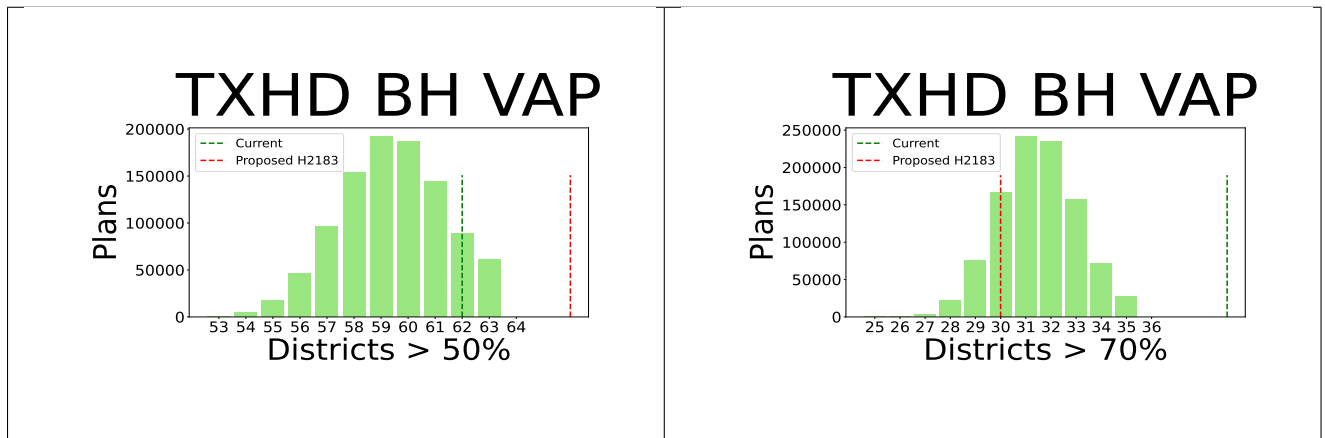 TXHD BH VAP
200000
150000
100000
50000
0
Plans
Current
Proposed H2183
53 54 55 56 57 58 59 60 61 62 63 64
Districts > 50%
TXHD BH VAP
250000
200000
150000
100000
50000
0
Plans
Current
Proposed H2183
25 26 27 28 29 30 31 32 33 34 35 36
Districts > 70%